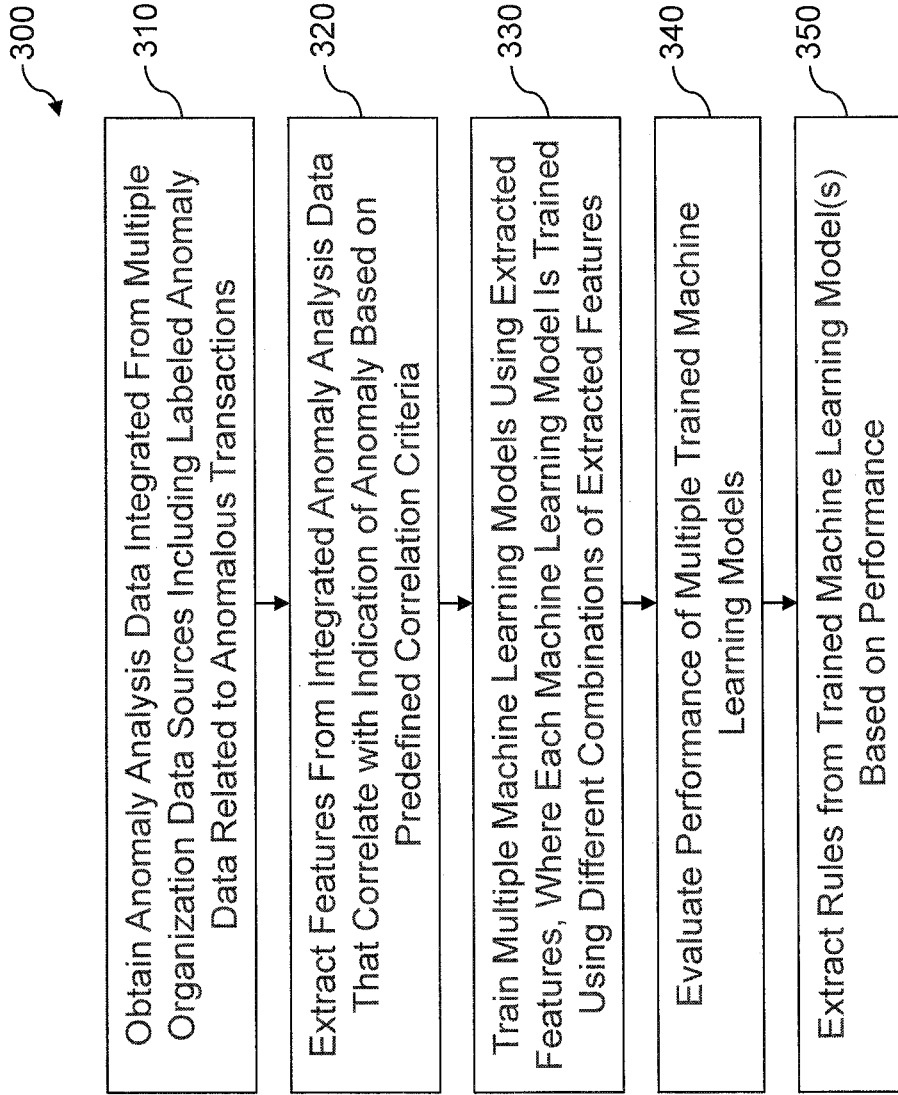 300
310
Obtain Anomaly Analysis Data Integrated From Multiple
Organization Data Sources Including Labeled Anomaly
Data Related to Anomalous Transactions
320
Extract Features From Integrated Anomaly Analysis Data
That Correlate with Indication of Anomaly Based on
Predefined Correlation Criteria
330
Train Multiple Machine Learning Models Using Extracted
Features, Where Each Machine Learning Model Is Trained
Using Different Combinations of Extracted Features
340
Evaluate Performance of Multiple Trained Machine
Learning Models
350
Extract Rules from Trained Machine Learning Model(s)
Based on Performance